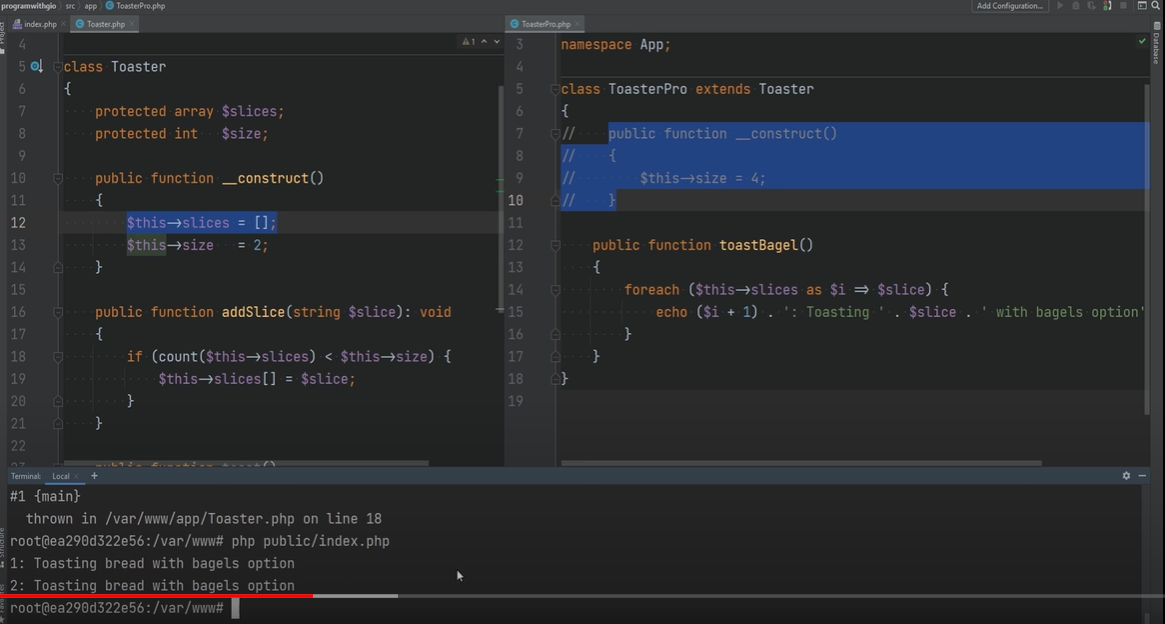 programwithgio src app ToasterPro.php Add Configuration...
index.php Toaster.php ToasterPro.php
4
5 class Toaster
6 {
7 protected array $slices;
8 protected int $size;
9
10 public function __construct()
11 {
12 $this→slices = [];
13 $this→size = 2;
14 }
15
16 public function addSlice(string $slice): void
17 {
18 if (count($this→slices) < $this→size) {
19 $this→slices[] = $slice;
20 }
21 }
22
1
3 namespace App;
4
5 class ToasterPro extends Toaster
6 {
7 // public function __construct()
8 // {
9 // $this→size = 4;
10 // }
11
12 public function toastBagel()
13 {
14 foreach ($this→slices as $i ⇒ $slice) {
15 echo ($i + 1) . ': Toasting ' . $slice . ' with bagels option'
16 }
17 }
18 }
19
Database
Project
Structure
Terminal: Local +
#1 {main}
thrown in /var/www/app/Toaster.php on line 18
root@ea290d322e56:/var/www# php public/index.php
1: Toasting bread with bagels option
2: Toasting bread with bagels option
root@ea290d322e56:/var/www#